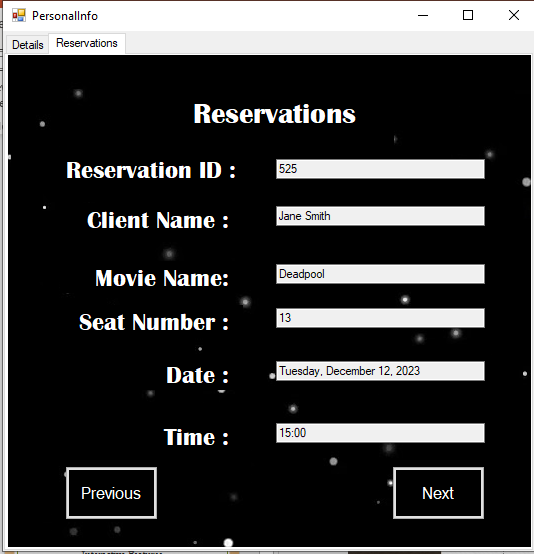 PersonalInfo
Details Reservations
Reservations
Reservation ID : 525
Client Name : Jane Smith
Movie Name: Deadpool
Seat Number : 13
Date : Tuesday, December 12, 2023
Time : 15:00
Previous Next